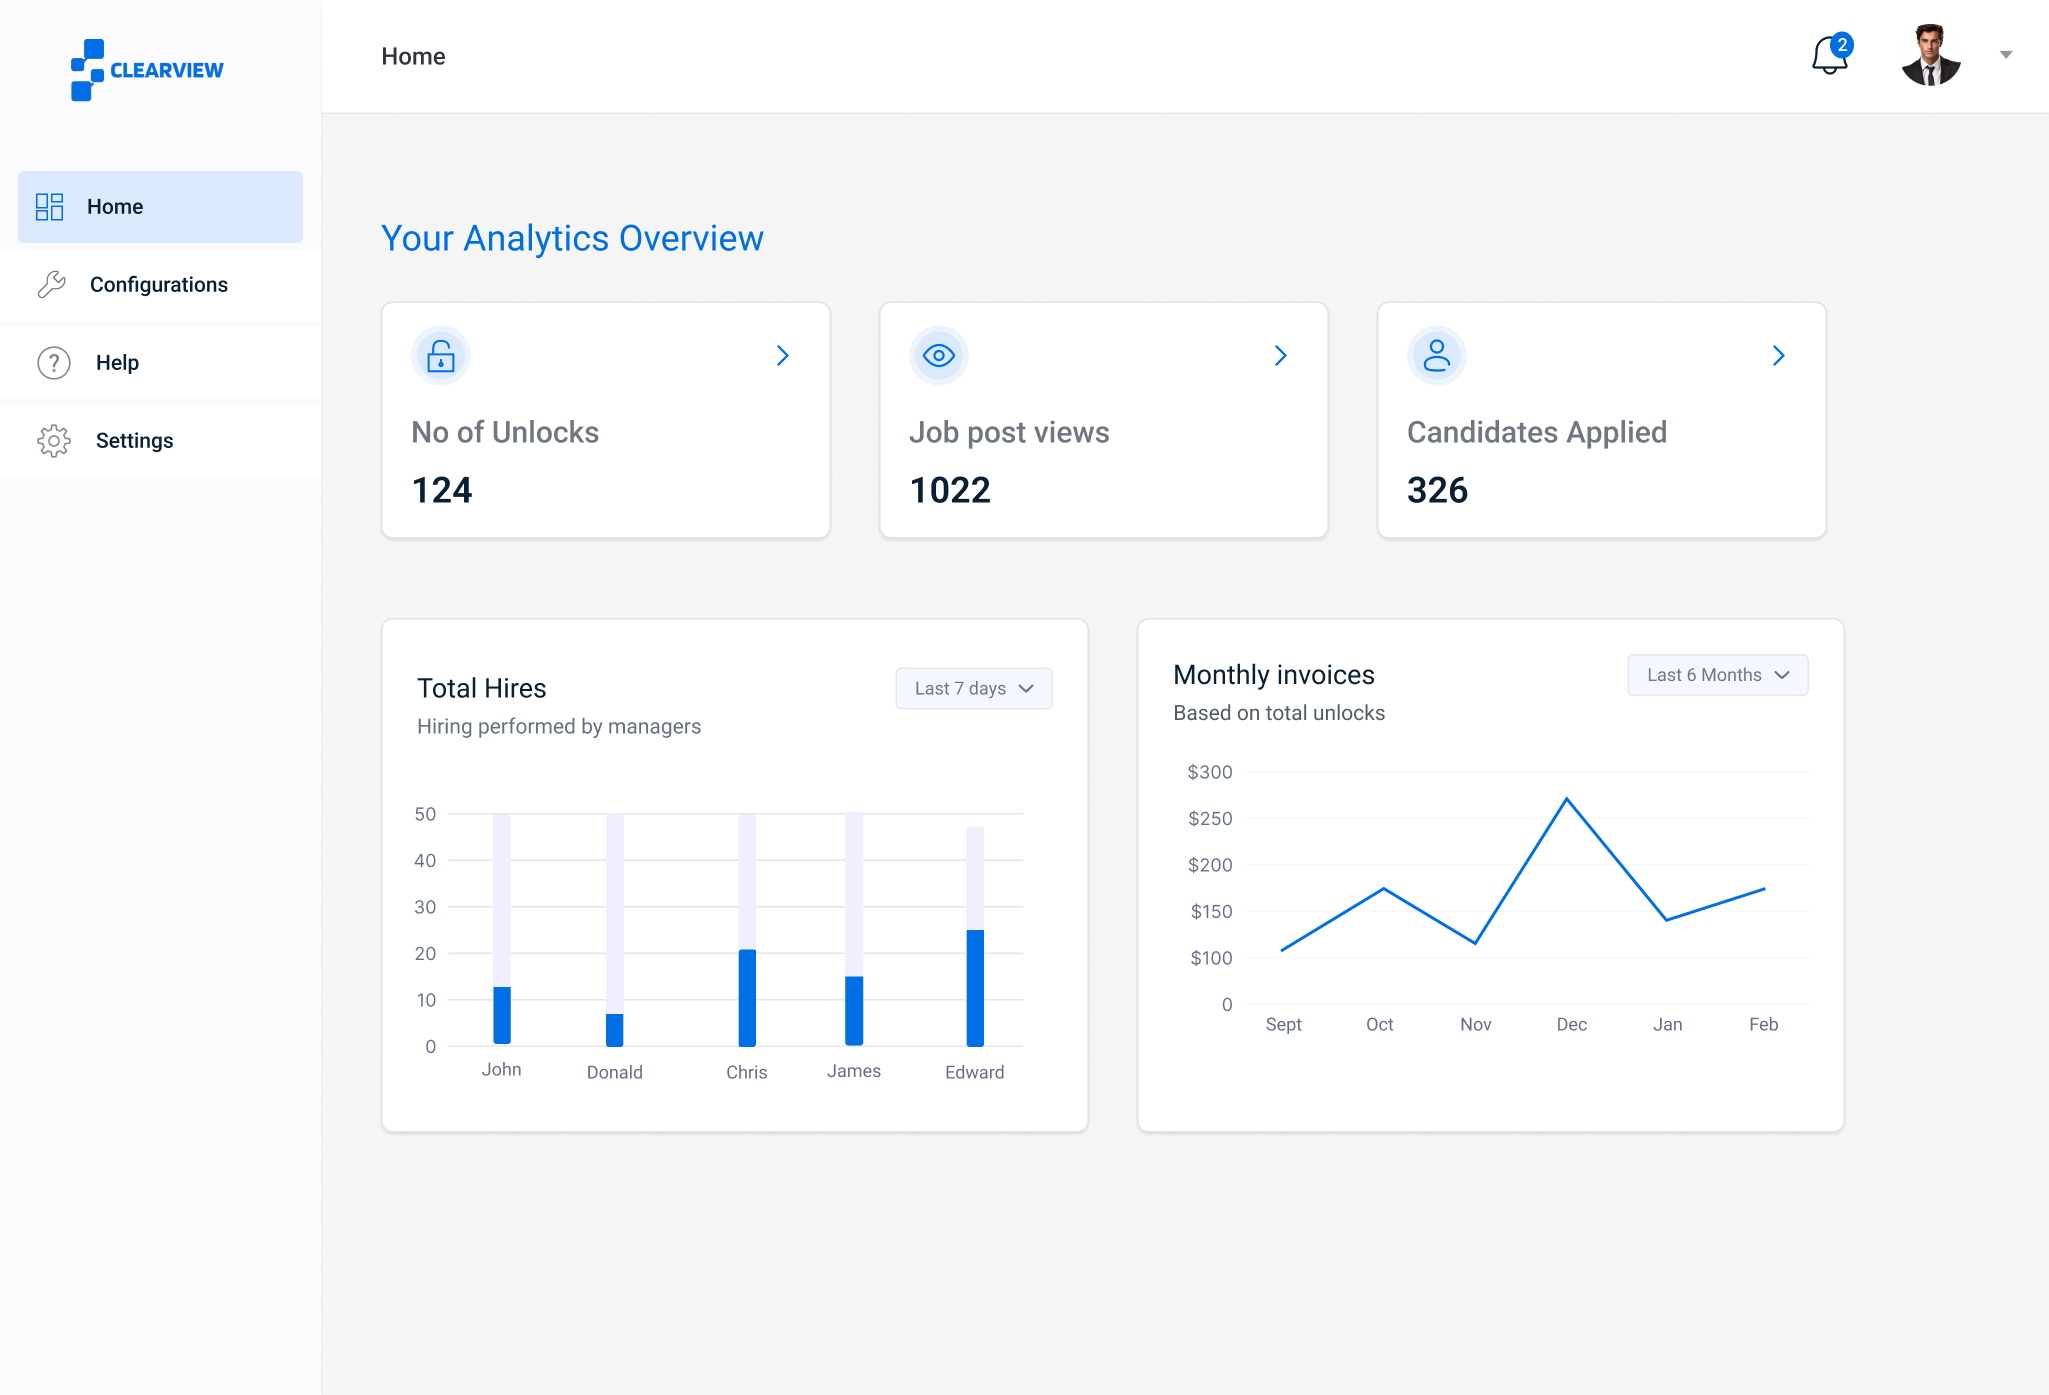 CLEARVIEW
Home
2
Home
Configurations
Help
Settings
Your Analytics Overview
No of Unlocks
124
Job post views
1022
Candidates Applied
326
Total Hires
Last 7 days
Hiring performed by managers
50
40
30
20
10
0
John
Donald
Chris
James
Edward
Monthly invoices
Last 6 Months
Based on total unlocks
$300
$250
$200
$150
$100
0
Sept
Oct
Nov
Dec
Jan
Feb